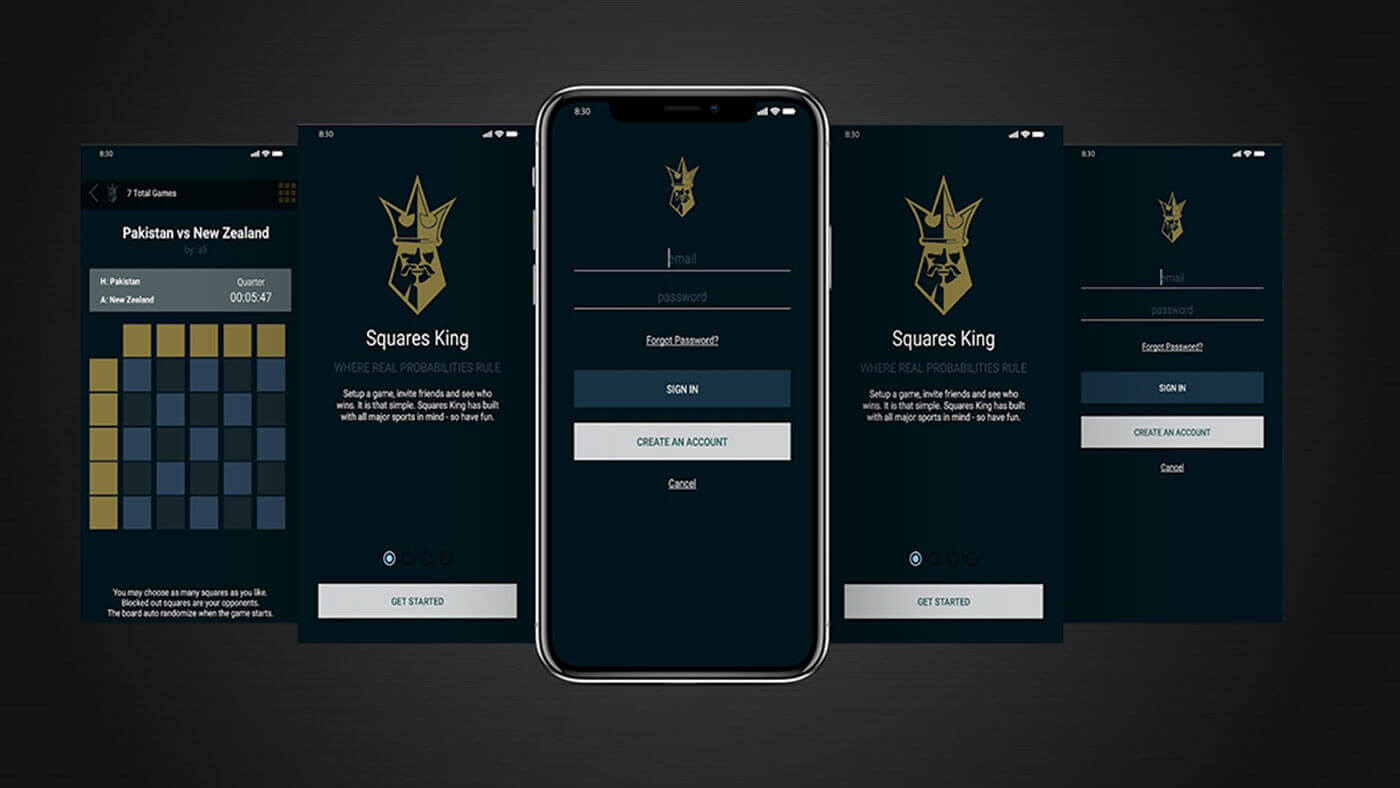 8:30
7 Total Games
Pakistan vs New Zealand
by: ali
H: Pakistan
Quarter
A: New Zealand
00:05:47
You may choose as many squares as you like.
Blocked out squares are your opponents.
The board auto randomize when the game starts.
8:30
Squares King
WHERE REAL PROBABILITIES RULE
Setup a game, invite friends and see who
wins. It is that simple. Squares King has built
with all major sports in mind - so have fun.
GET STARTED
8:30
email
password
Forgot Password?
SIGN IN
CREATE AN ACCOUNT
Cancel
8:30
Squares King
WHERE REAL PROBABILITIES RULE
Setup a game, invite friends and see who
wins. It is that simple. Squares King has built
with all major sports in mind - so have fun.
GET STARTED
8:30
email
password
Forgot Password?
SIGN IN
CREATE AN ACCOUNT
Cancel